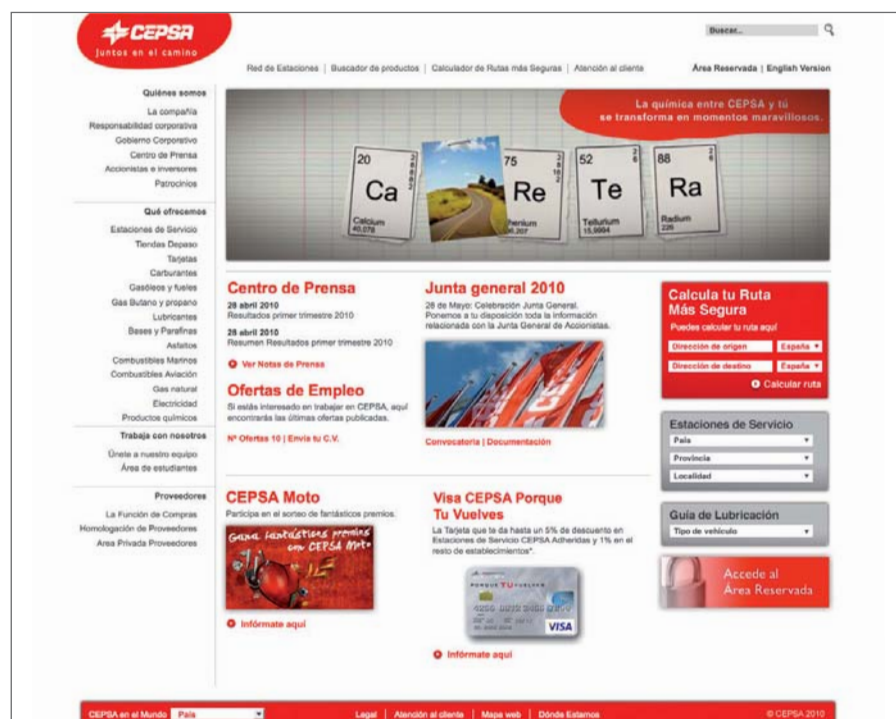 CEPSA
juntos en el camino
Buscar...
Red de Estaciones | Buscador de productos | Calculador de Rutas más Seguras | Atención al cliente
Área Reservada | English Version
Quiénes somos
La compañía
Responsabilidad corporativa
Gobierno Corporativo
Centro de Prensa
Accionistas e inversores
Patrocinios
Qué ofrecemos
Estaciones de Servicio
Tiendas Depaso
Tarjetas
Carburantes
Gasóleos y fueles
Gas Butano y propano
Lubricantes
Bases y Parafinas
Asfaltos
Combustibles Marinos
Combustibles Aviación
Gas natural
Electricidad
Productos químicos
Trabaja con nosotros
Únete a nuestro equipo
Área de estudiantes
Proveedores
La Función de Compras
Homologación de Proveedores
Area Privada Proveedores
La química entre CEPSA y tú
se transforma en momentos maravillosos.
20
Ca
Calcium
40,078
75
Re
henium
52
Te
Tellurium
15,9994
88
Ra
Radium
226
Centro de Prensa
28 abril 2010
Resultados primer trimestre 2010
28 abril 2010
Resumen Resultados primer trimestre 2010
Ver Notas de Prensa
Ofertas de Empleo
Si estás interesado en trabajar en CEPSA, aquí
encontrarás las últimas ofertas publicadas.
Nº Ofertas 10 | Envía tu C.V.
Junta general 2010
28 de Mayo: Celebración Junta General.
Ponemos a tu disposición toda la información
relacionada con la Junta General de Accionistas.
CEPSA
Convocatoria | Documentación
Calcula tu Ruta
Más Segura
Puedes calcular tu ruta aquí
Dirección de origen España
Dirección de destino España
Calcular ruta
Estaciones de Servicio
País
Provincia
Localidad
Guía de Lubricación
Tipo de vehículo
Accede al
Área Reservada
CEPSA Moto
Participa en el sorteo de fantásticos premios.
Gana fantásticos premios
con CEPSA Moto
Infórmate aquí
Visa CEPSA Porque
Tu Vuelves
La Tarjeta que te da hasta un 5% de descuento en
Estaciones de Servicio CEPSA Adheridas y 1% en el
resto de establecimientos*.
PORQUE TU VUELVES
VISA
Infórmate aquí
CEPSA en el Mundo País
Legal | Atención al cliente | Mapa web | Dónde Estamos
© CEPSA 2010